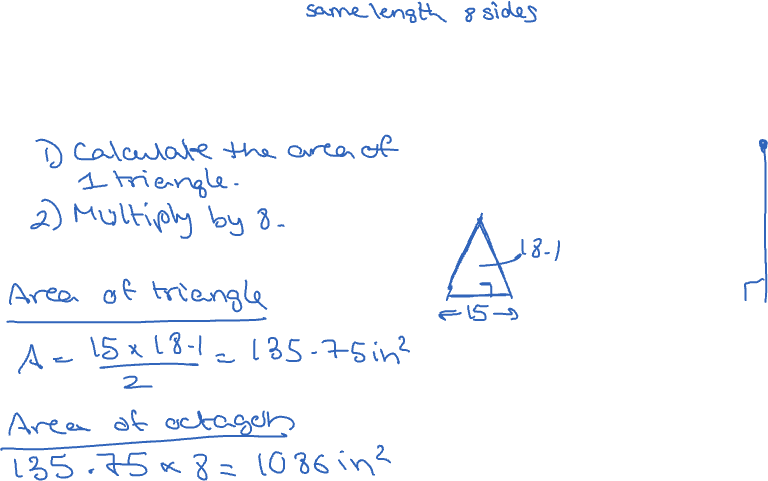 same length 8 sides
1) Calculate the area of
1 triangle.
2) Multiply by 8.
18.1
15
Area of triangle
A = 15 × 18.1 / 2 = 135.75 in²
Area of octagon
135.75 × 8 = 1086 in²